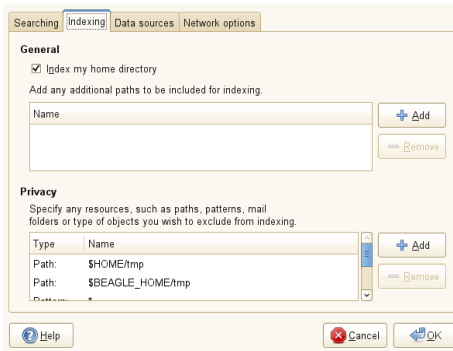 Searching Indexing Data sources Network options
General
Index my home directory
Add any additional paths to be included for indexing.
Name
Add
Remove
Privacy
Specify any resources, such as paths, patterns, mail
folders or type of objects you wish to exclude from indexing.
Type Name
Add
Path: $HOME/tmp
Remove
Path: $BEAGLE_HOME/tmp
Help Cancel OK